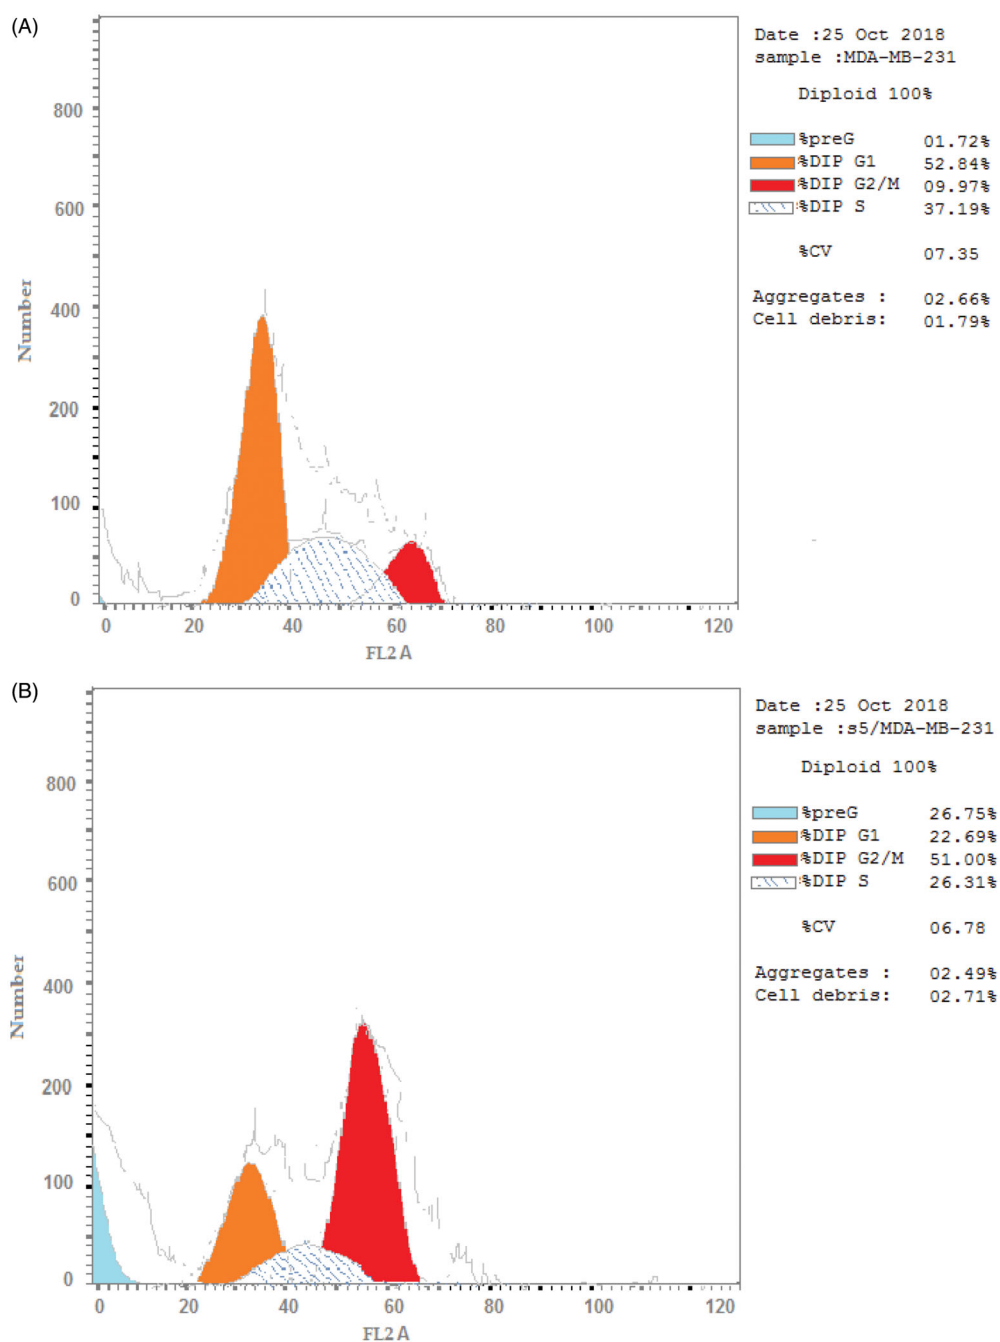 (A)
Date :25 Oct 2018
sample :MDA-MB-231
Diploid 100%
%preG 01.72%
%DIP G1 52.84%
%DIP G2/M 09.97%
%DIP S 37.19%
%CV 07.35
Aggregates : 02.66%
Cell debris: 01.79%
Number
800
600
400
200
100
0
0 20 40 60 80 100 120
FL2 A
(B)
Date :25 Oct 2018
sample :s5/MDA-MB-231
Diploid 100%
%preG 26.75%
%DIP G1 22.69%
%DIP G2/M 51.00%
%DIP S 26.31%
%CV 06.78
Aggregates : 02.49%
Cell debris: 02.71%
Number
800
600
400
200
100
0
0 20 40 60 80 100 120
FL2 A